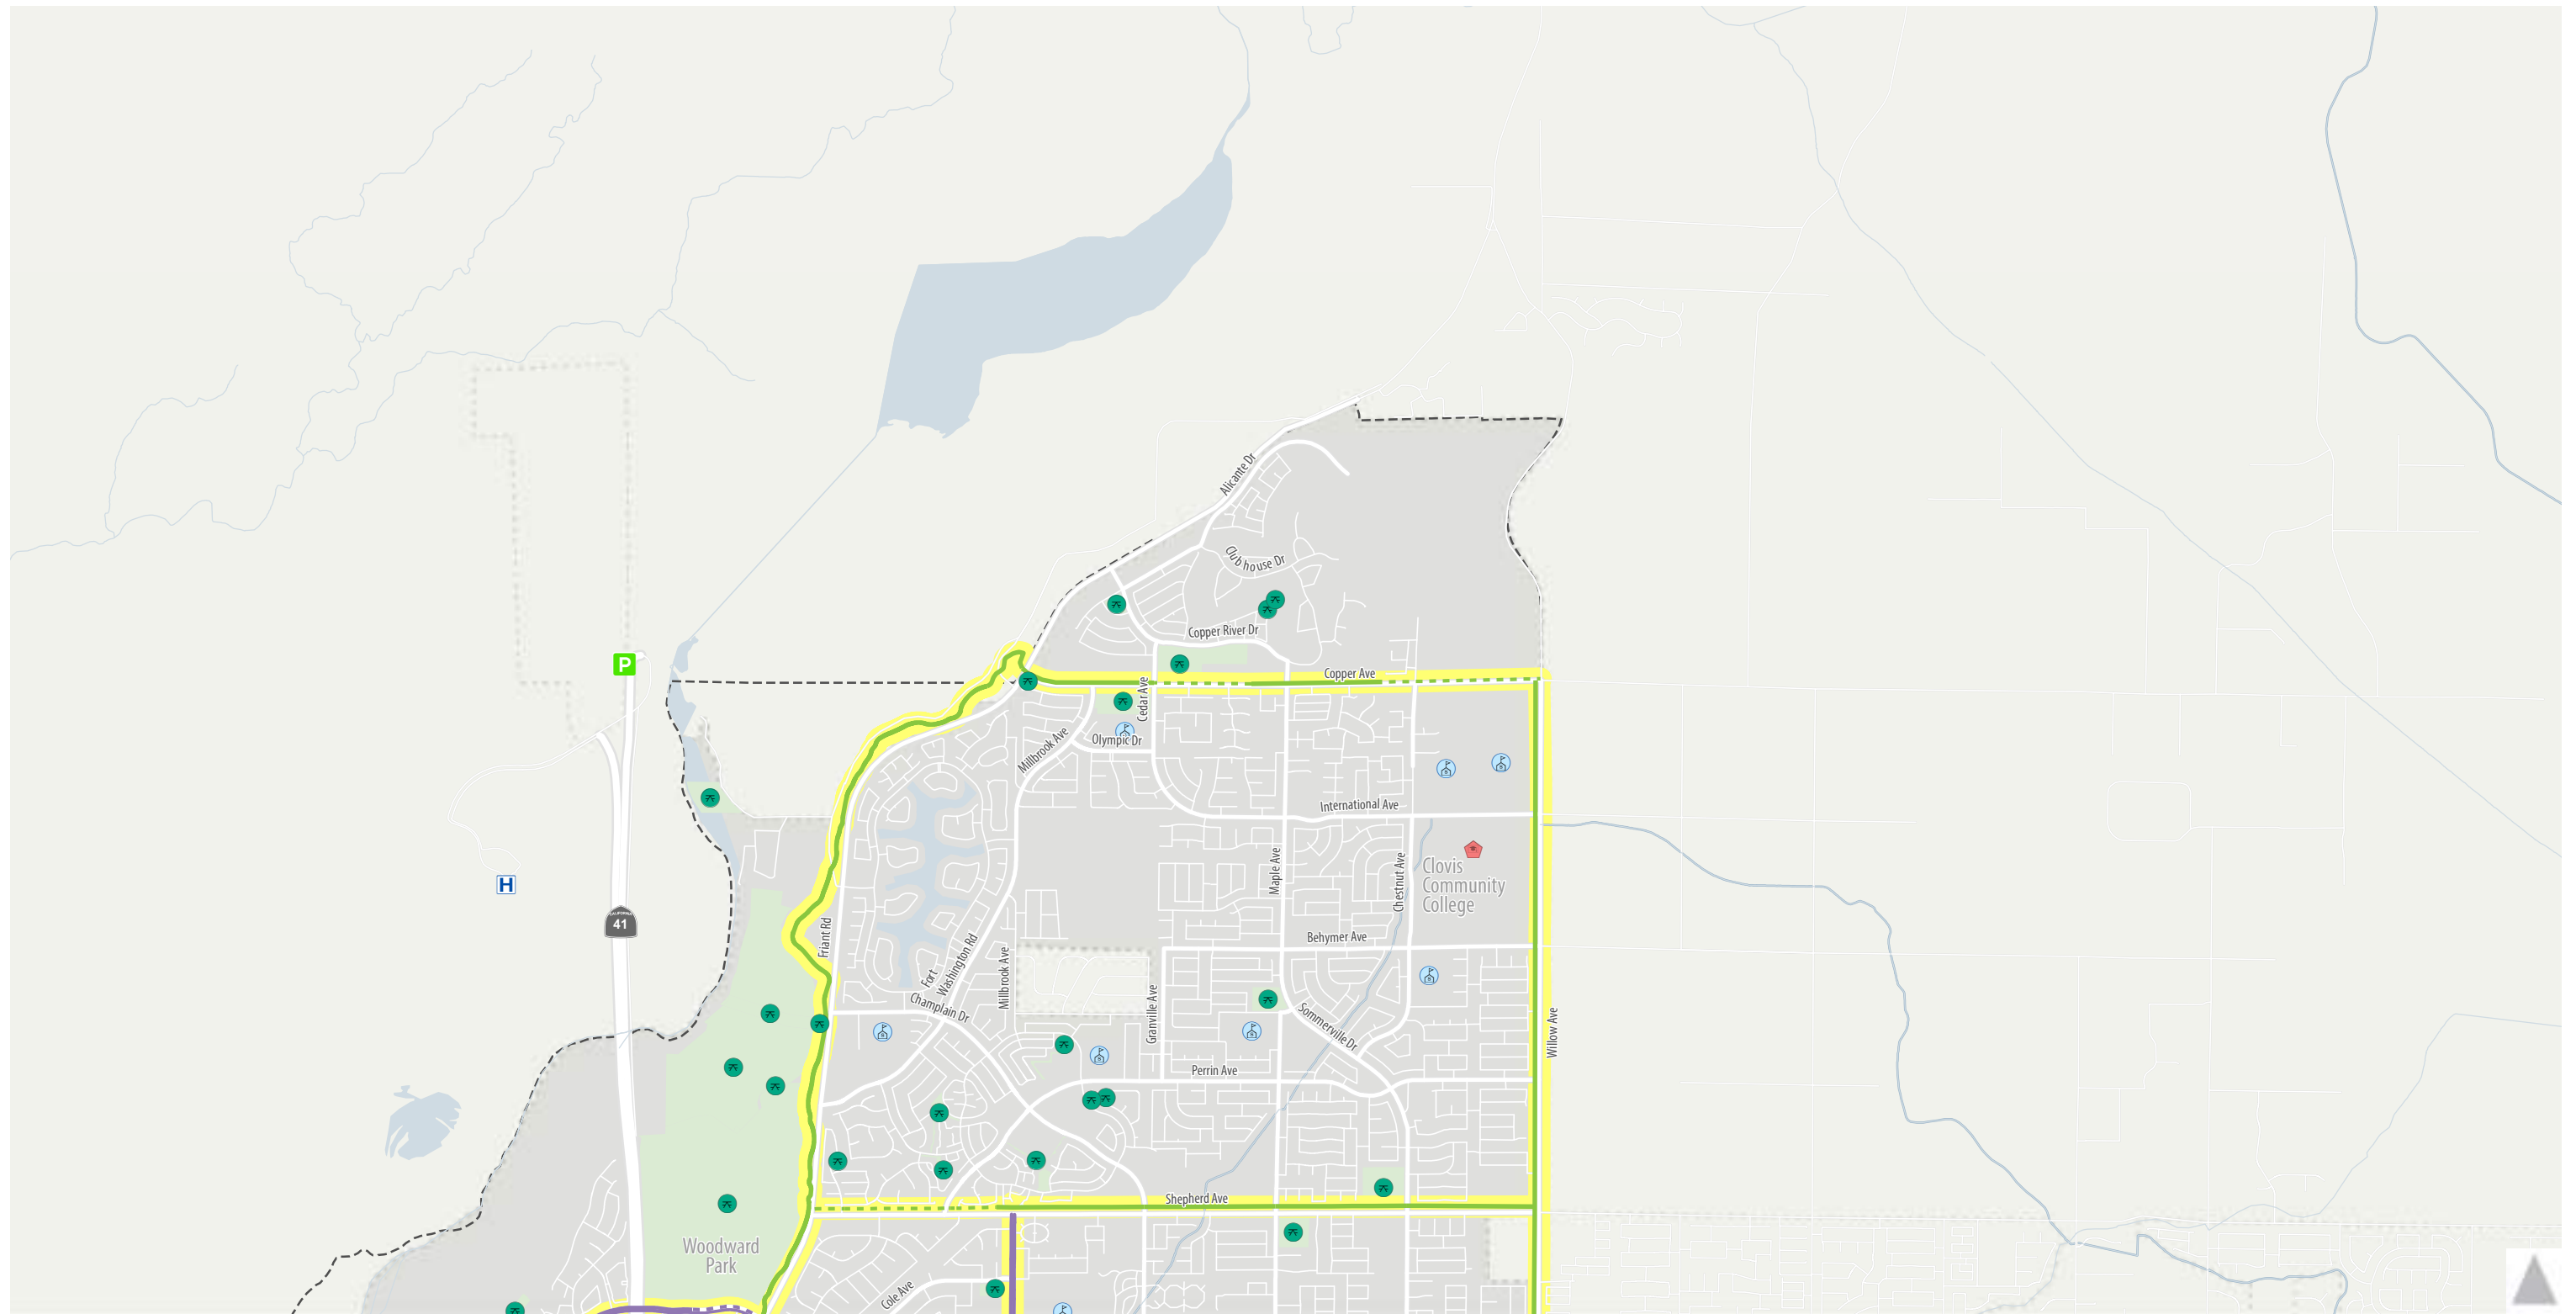 Alicante Dr
Club house Dr
Copper River Dr
Copper Ave
P
Cedar Ave
Millbrook Ave
Olympic Dr
International Ave
Maple Ave
Chestnut Ave
Clovis
Community
College
H
CALIFORNIA
41
Friant Rd
Behymer Ave
Fort
Washington Rd
Millbrook Ave
Champlain Dr
Granville Ave
Sommerville Dr
Willow Ave
Perrin Ave
Shepherd Ave
Woodward
Park
Cole Ave